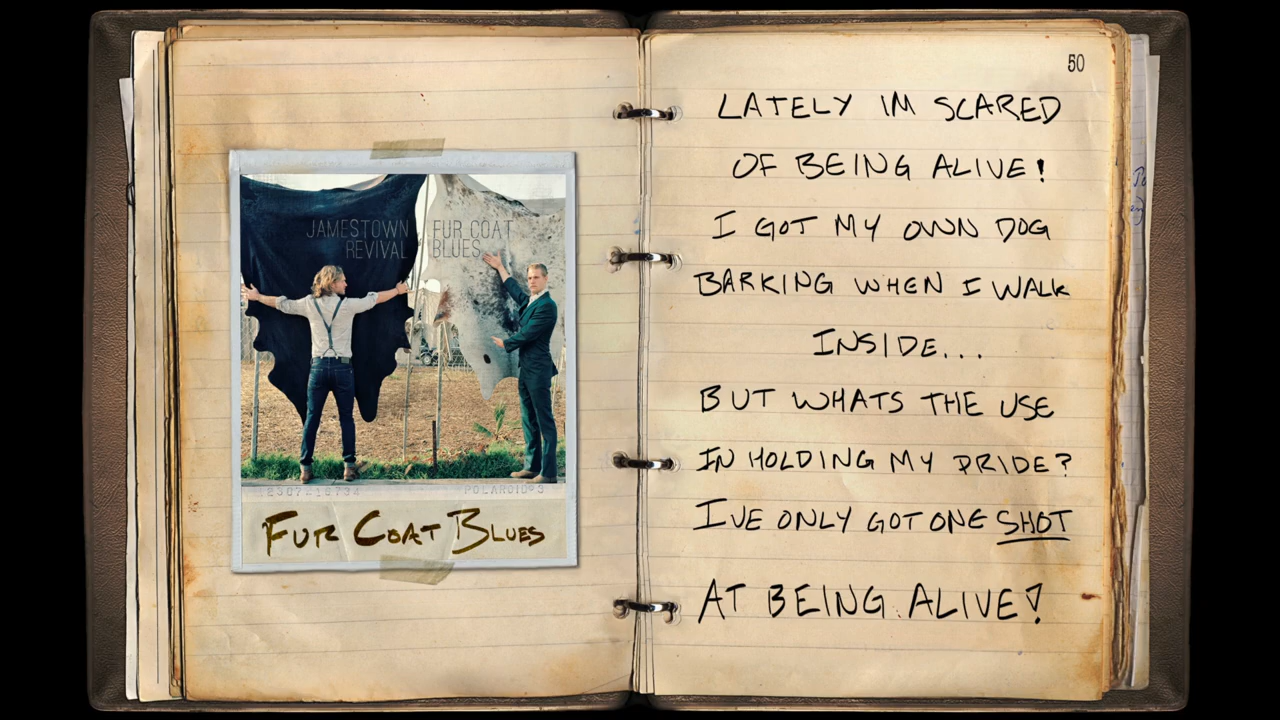 JAMESTOWN
REVIVAL
FUR COAT
BLUES
POLAROID®3
FUR COAT BLUES
50
LATELY IM SCARED
OF BEING ALIVE!
I GOT MY OWN DOG
BARKING WHEN I WALK
INSIDE...
BUT WHATS THE USE
IN HOLDING MY PRIDE?
IVE ONLY GOT ONE SHOT
AT BEING ALIVE!